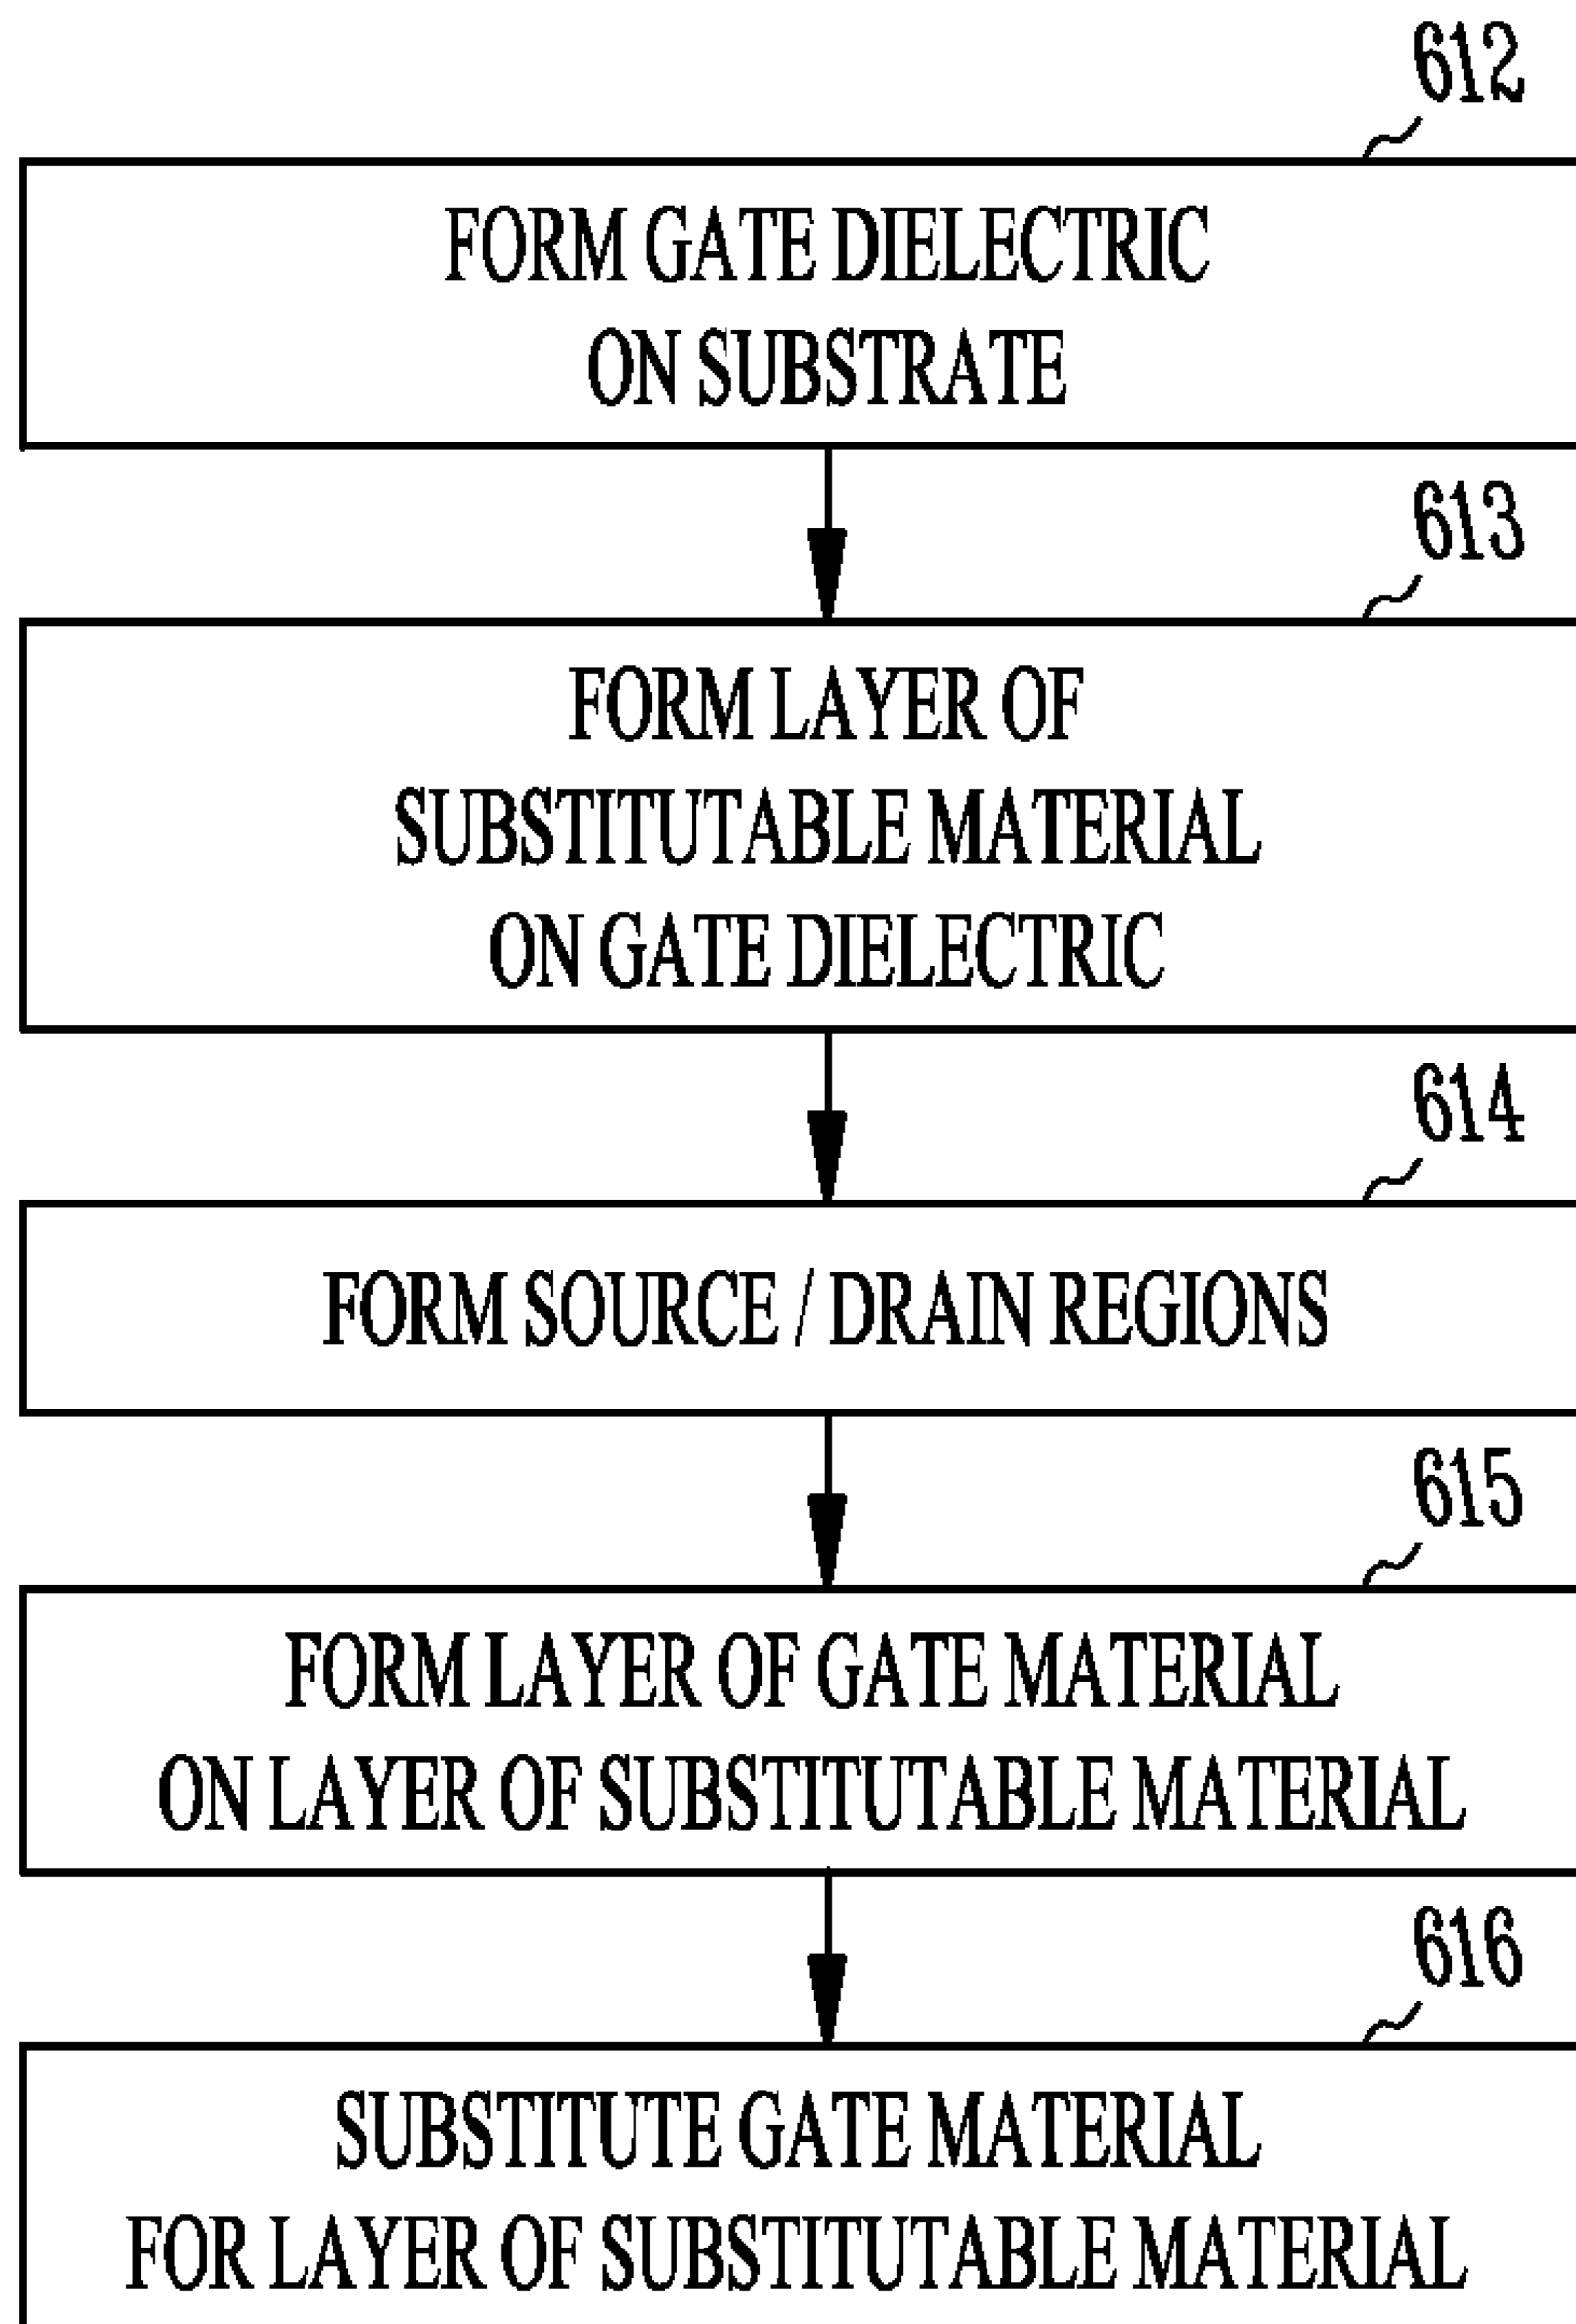 612
FORM GATE DIELECTRIC
ON SUBSTRATE
613
FORM LAYER OF
SUBSTITUTABLE MATERIAL
ON GATE DIELECTRIC
614
FORM SOURCE / DRAIN REGIONS
615
FORM LAYER OF GATE MATERIAL
ON LAYER OF SUBSTITUTABLE MATERIAL
616
SUBSTITUTE GATE MATERIAL
FOR LAYER OF SUBSTITUTABLE MATERIAL